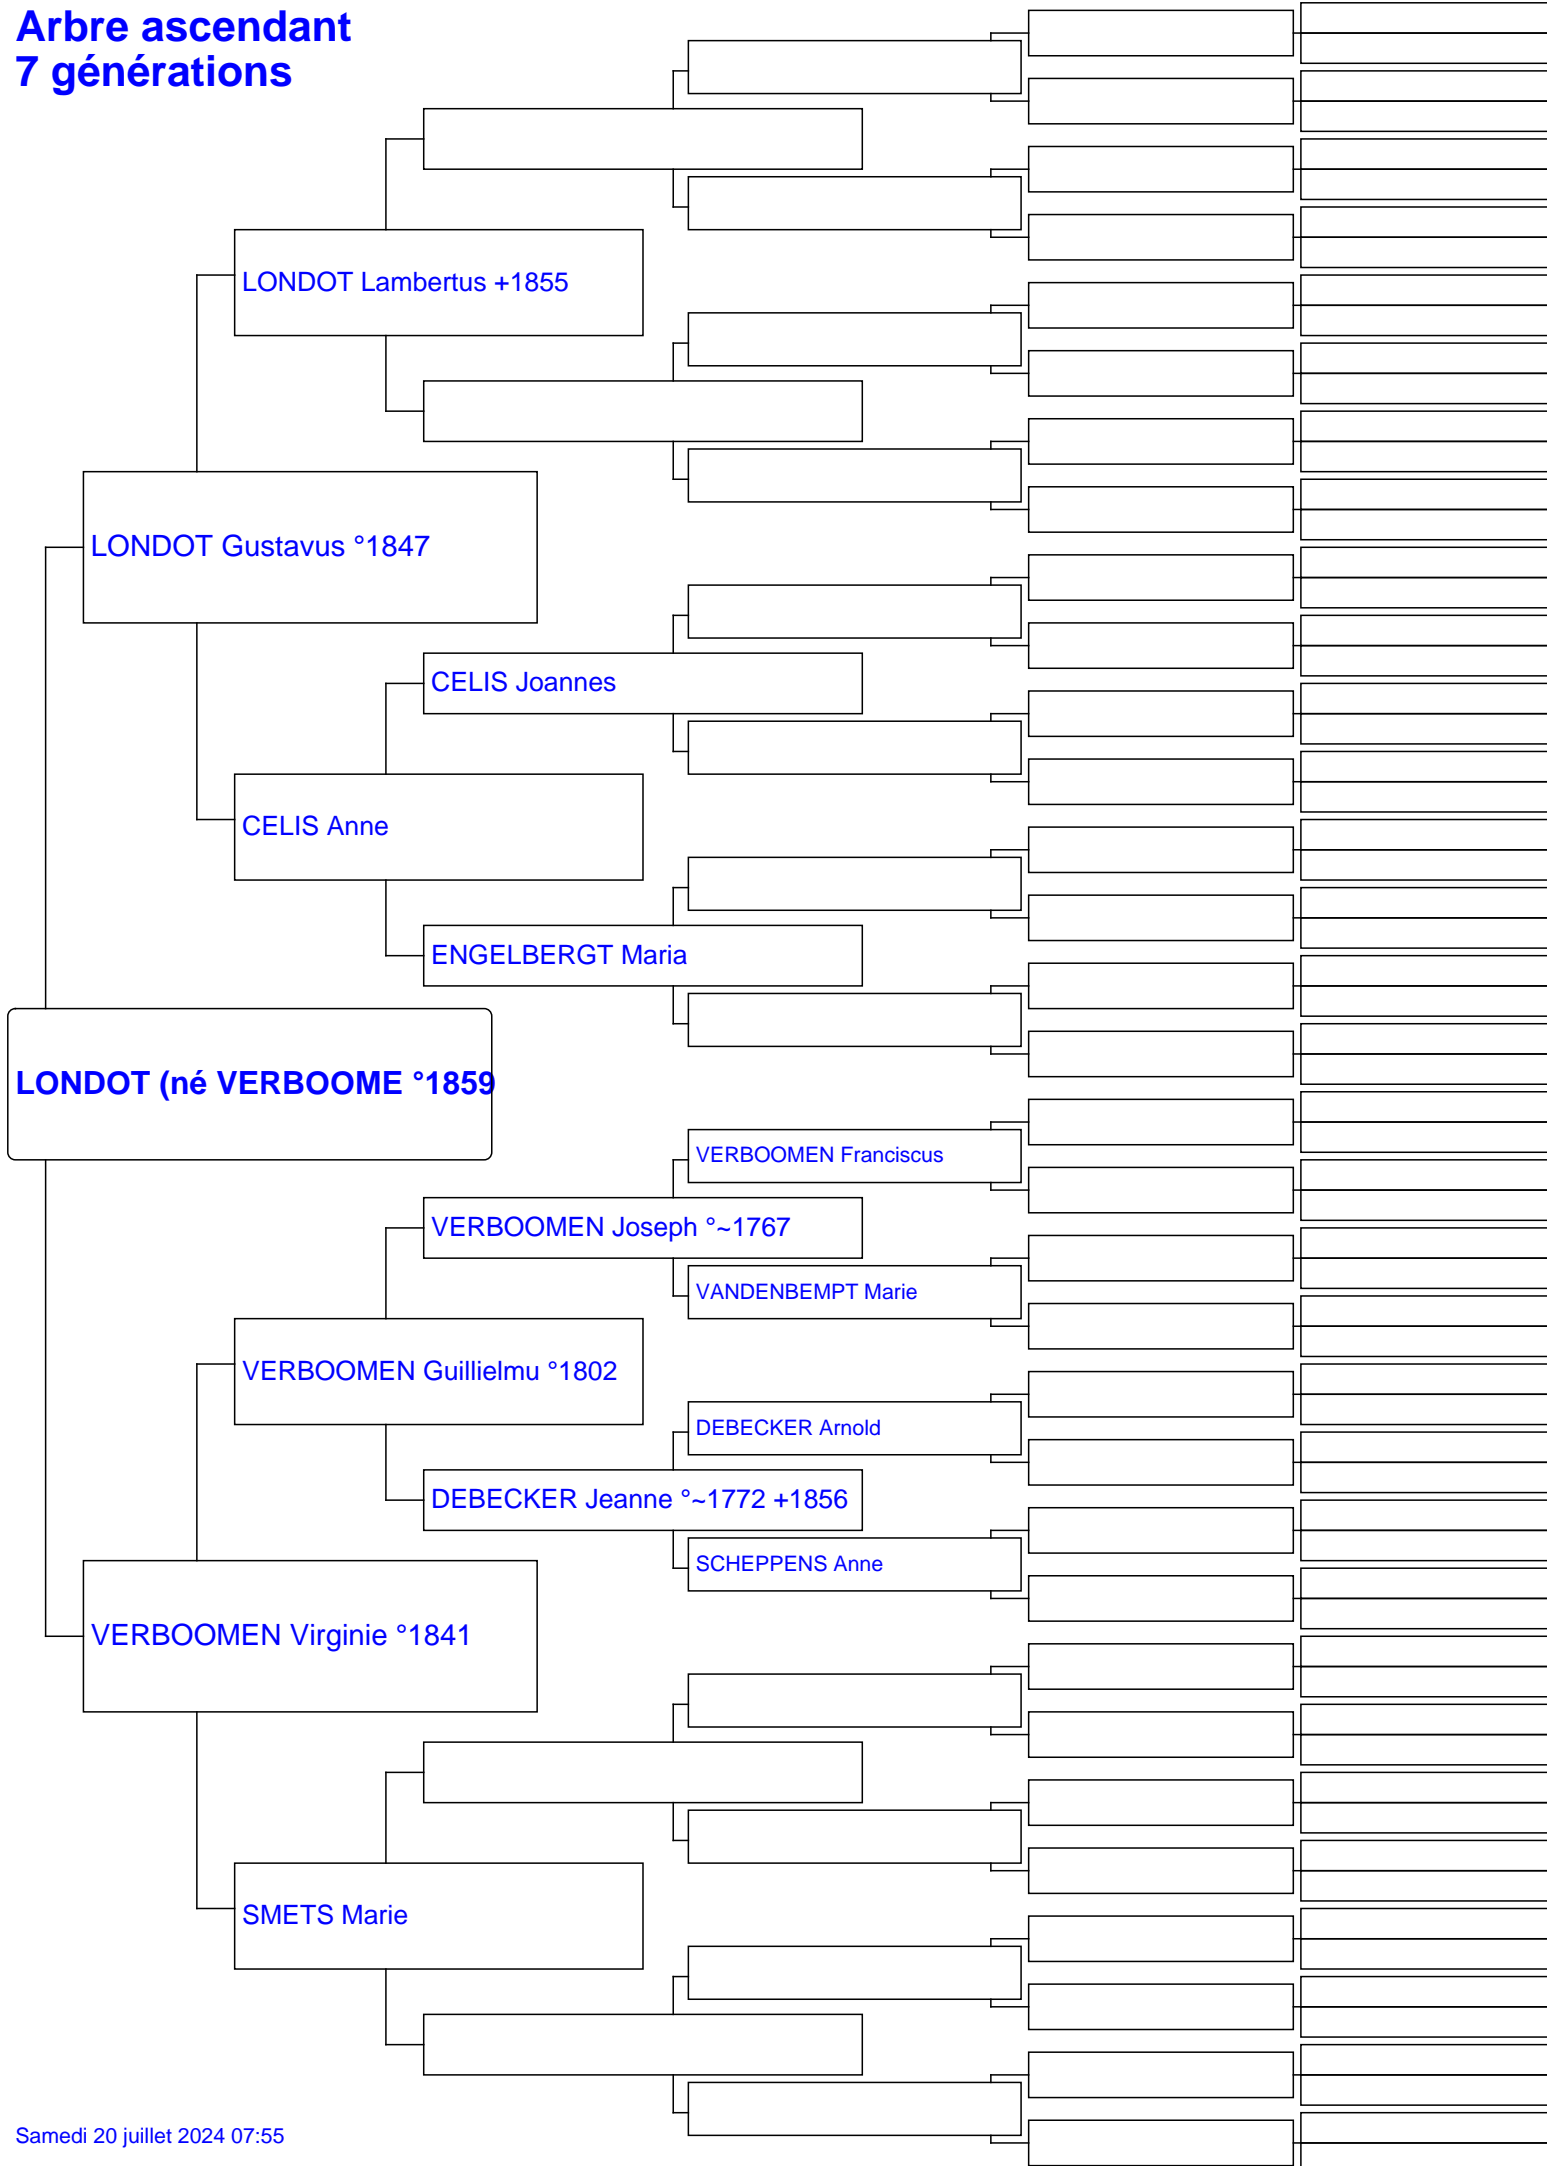 Arbre ascendant
7 générations
LONDOT Lambertus +1855
LONDOT Gustavus °1847
CELIS Joannes
CELIS Anne
ENGELBERGT Maria
LONDOT (né VERBOOME °1859
VERBOOMEN Franciscus
VERBOOMEN Joseph °~1767
VANDENBEMPT Marie
VERBOOMEN Guillielmu °1802
DEBECKER Arnold
DEBECKER Jeanne °~1772 +1856
SCHEPPENS Anne
VERBOOMEN Virginie °1841
SMETS Marie
Samedi 20 juillet 2024 07:55